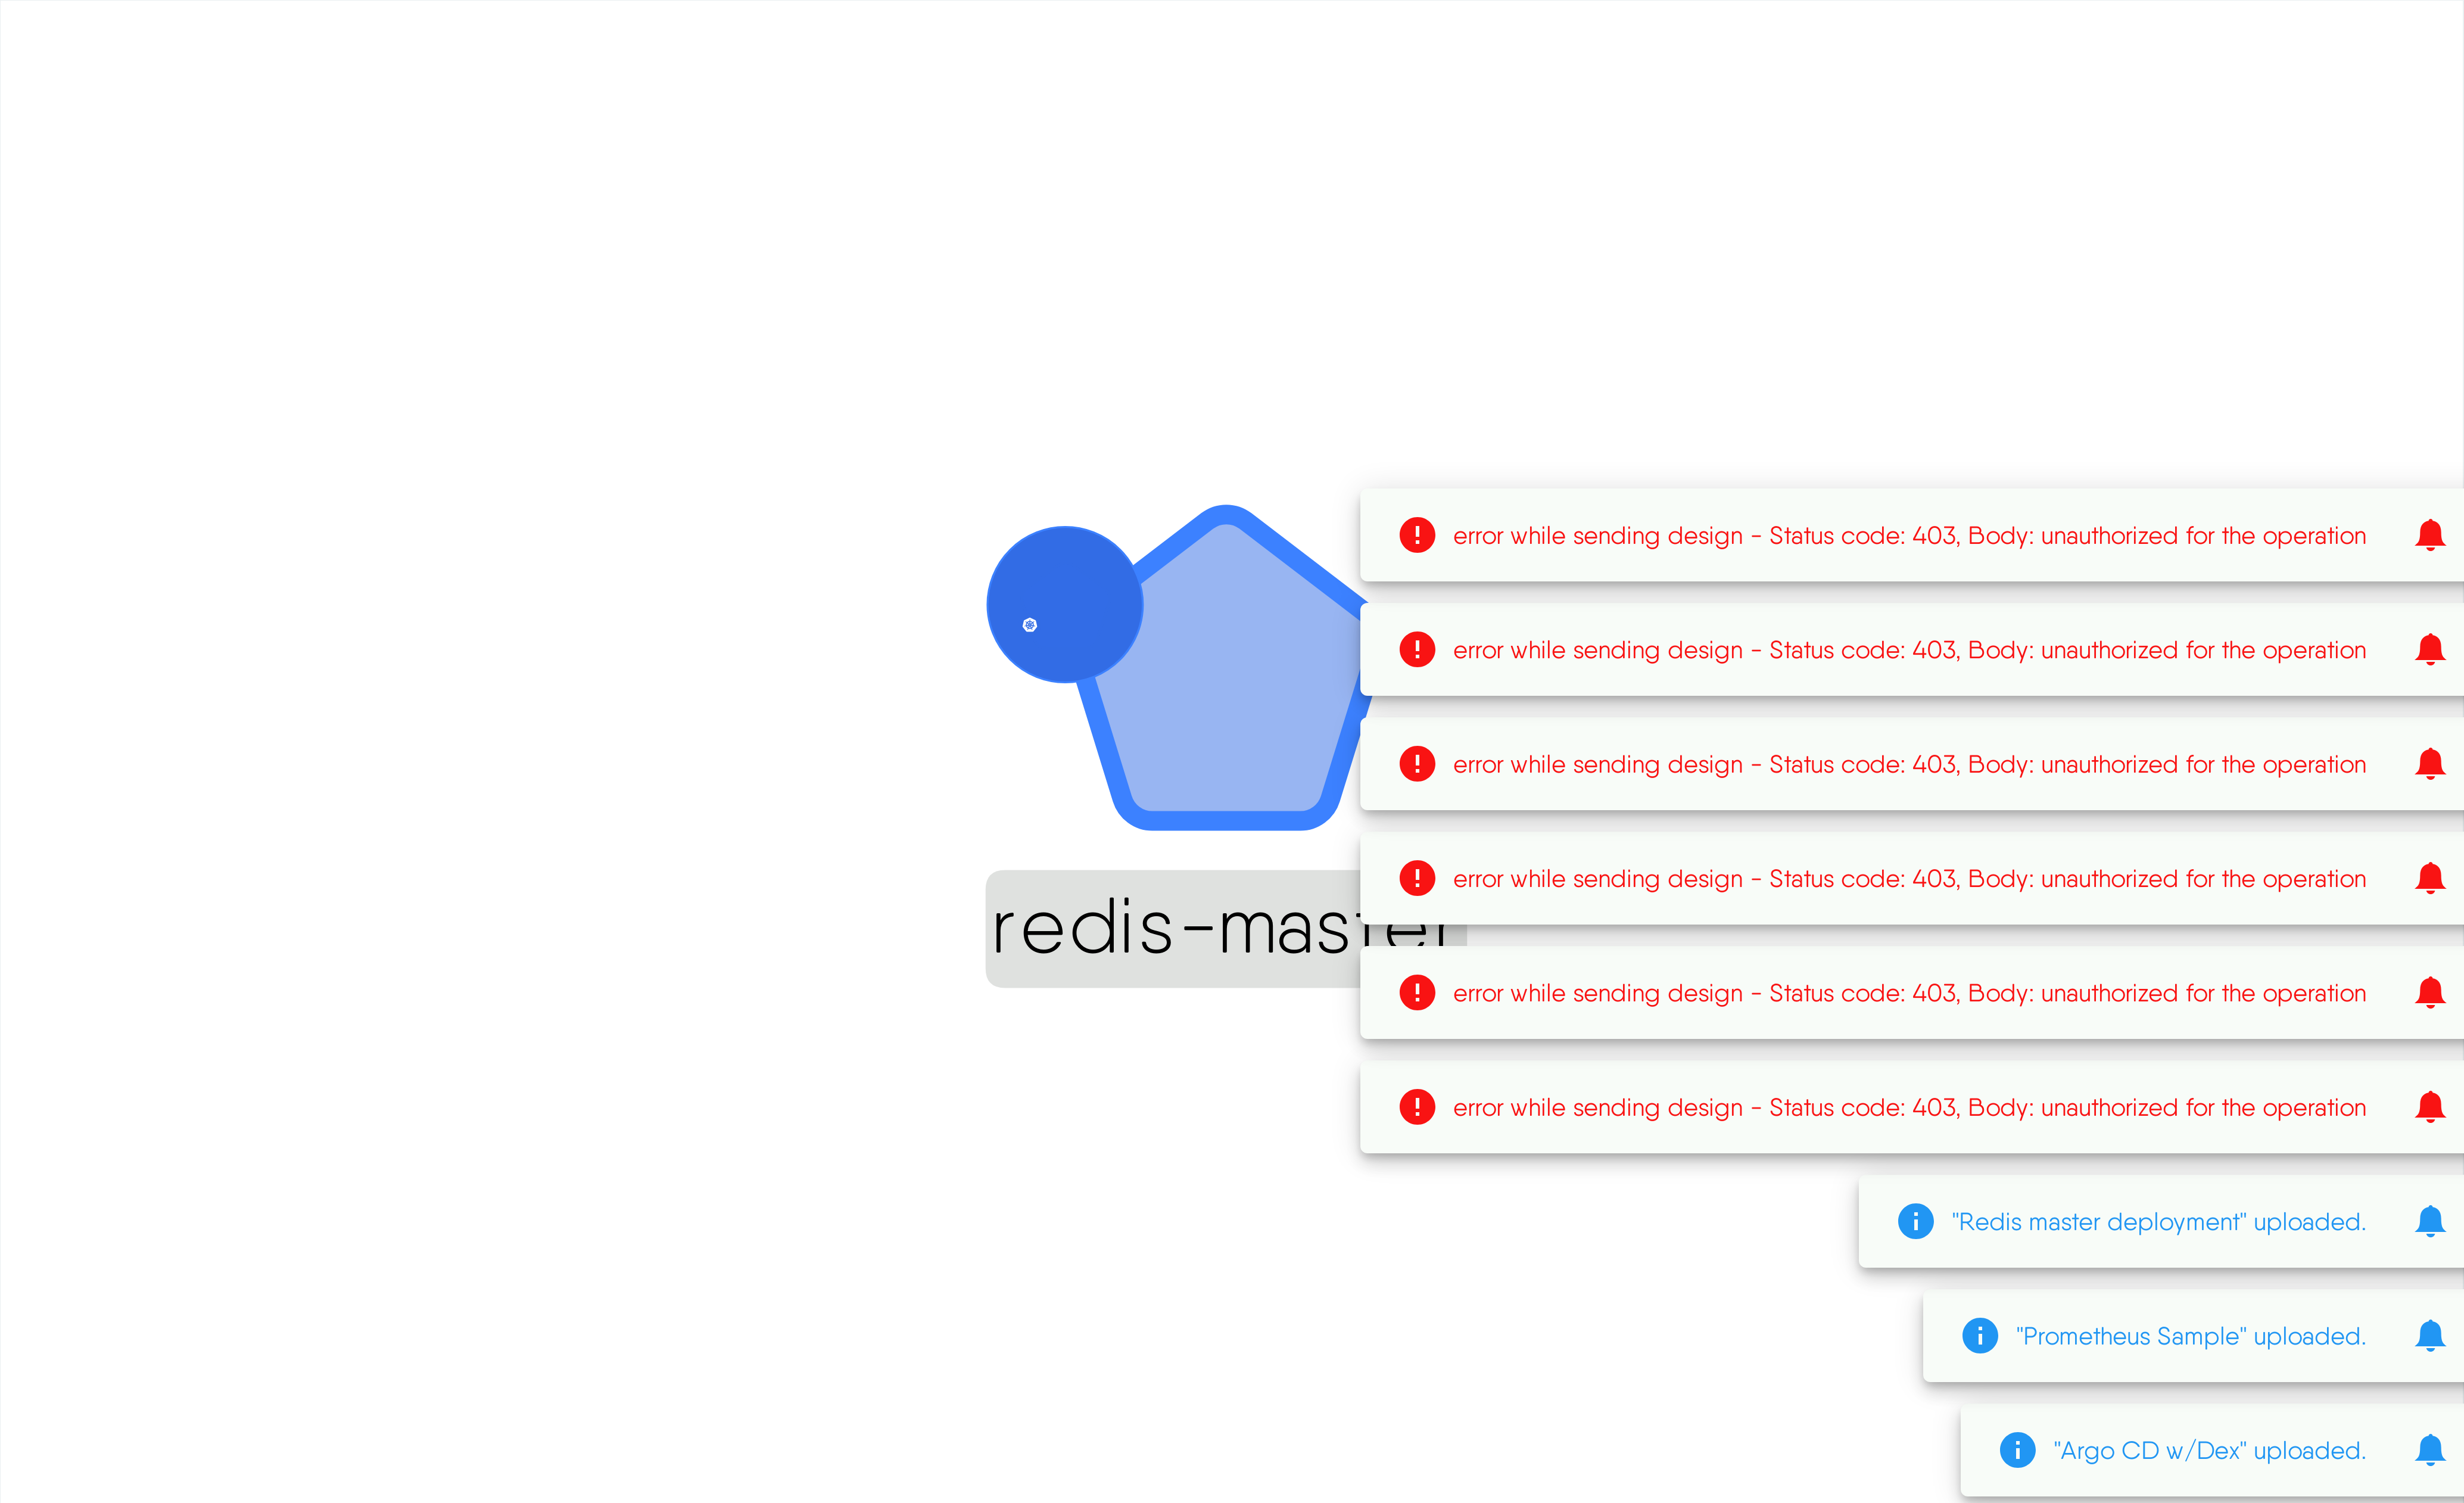 error while sending design - Status code: 403, Body: unauthorized for the operation
error while sending design - Status code: 403, Body: unauthorized for the operation
error while sending design - Status code: 403, Body: unauthorized for the operation
error while sending design - Status code: 403, Body: unauthorized for the operation
redis-master
error while sending design - Status code: 403, Body: unauthorized for the operation
error while sending design - Status code: 403, Body: unauthorized for the operation
"Redis master deployment" uploaded.
"Prometheus Sample" uploaded.
"Argo CD w/Dex" uploaded.